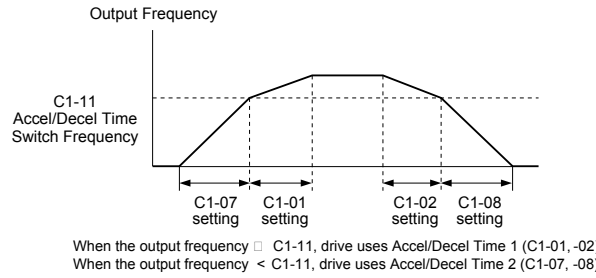 Output Frequency
C1-11
Accel/Decel Time
Switch Frequency
C1-07
setting
C1-01
setting
C1-02
setting
C1-08
setting
When the output frequency □ C1-11, drive uses Accel/Decel Time 1 (C1-01, -02)
When the output frequency < C1-11, drive uses Accel/Decel Time 2 (C1-07, -08)